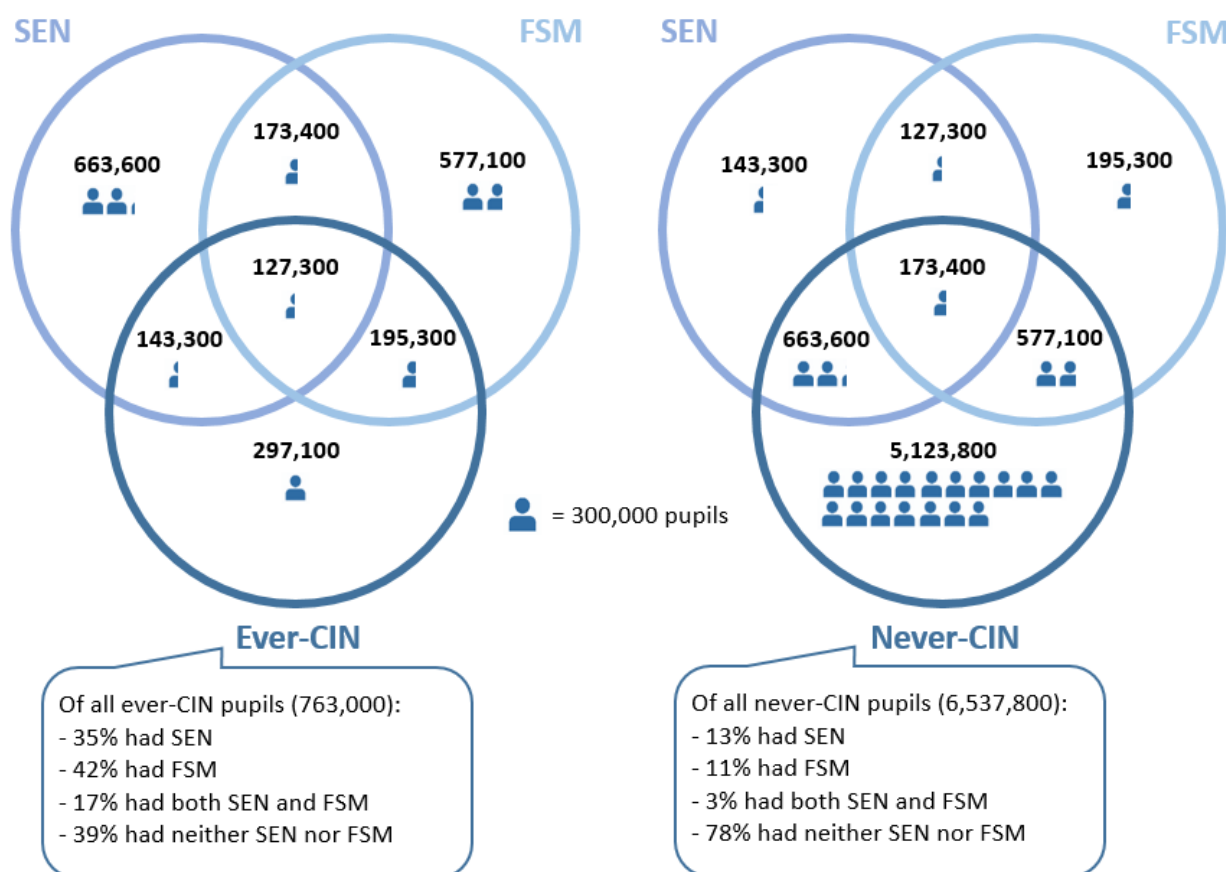 SEN
FSM
173,400
663,600
577,100
127,300
143,300
195,300
297,100
Ever-CIN
Of all ever-CIN pupils (763,000):
- 35% had SEN
- 42% had FSM
- 17% had both SEN and FSM
- 39% had neither SEN nor FSM
= 300,000 pupils
SEN
FSM
127,300
143,300
195,300
173,400
663,600
577,100
5,123,800
Never-CIN
Of all never-CIN pupils (6,537,800):
- 13% had SEN
- 11% had FSM
- 3% had both SEN and FSM
- 78% had neither SEN nor FSM